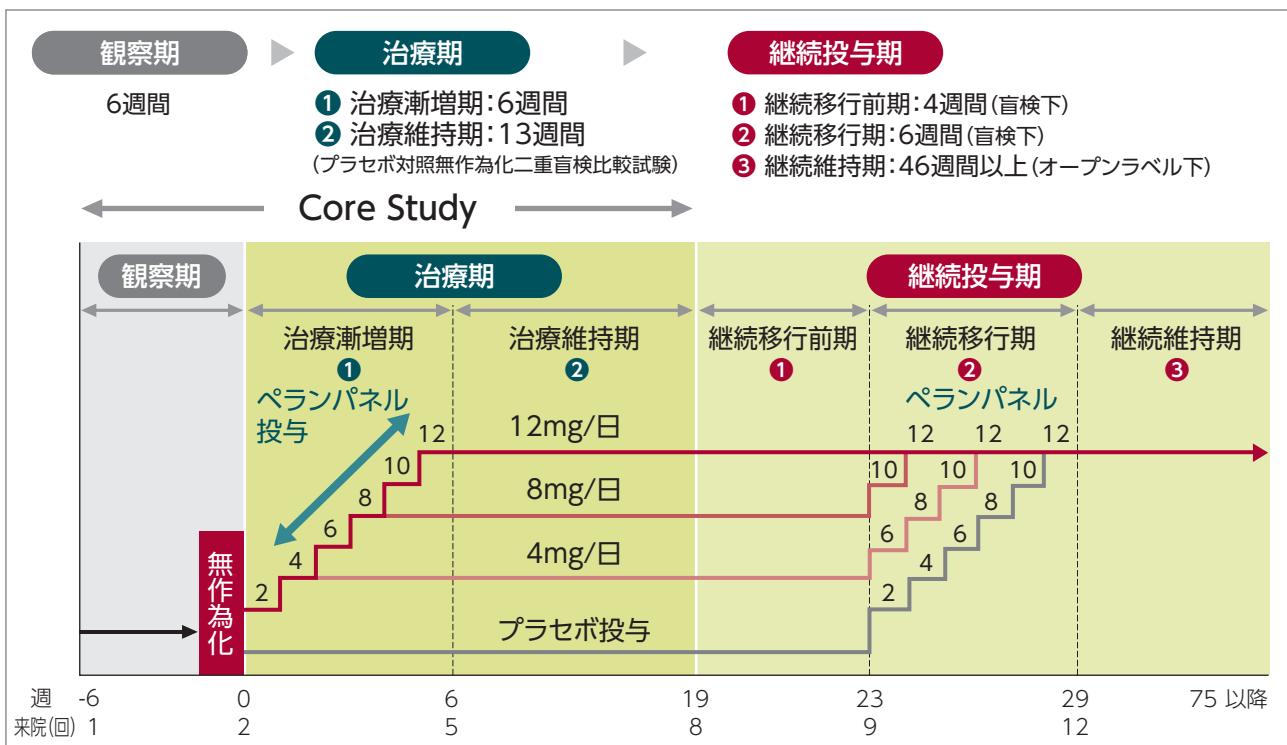 観察期
6週間
治療期
❶ 治療漸増期：6週間
❷ 治療維持期：13週間
(プラセボ対照無作為化二重盲検比較試験)
継続投与期
❶ 継続移行前期：4週間(盲検下)
❷ 継続移行期：6週間(盲検下)
❸ 継続維持期：46週間以上(オープンラベル下)
Core Study
観察期
治療期
継続投与期
治療漸増期
❶
治療維持期
❷
継続移行前期
❶
継続移行期
❷
継続維持期
❸
ペランパネル
投与
ペランパネル
12mg/日
8mg/日
4mg/日
プラセボ投与
2
4
6
8
10
12
10
12
6
8
10
12
2
4
6
8
10
12
無作為化
週 -6 0 6 19 23 29 75 以降
来院(回) 1 2 5 8 9 12